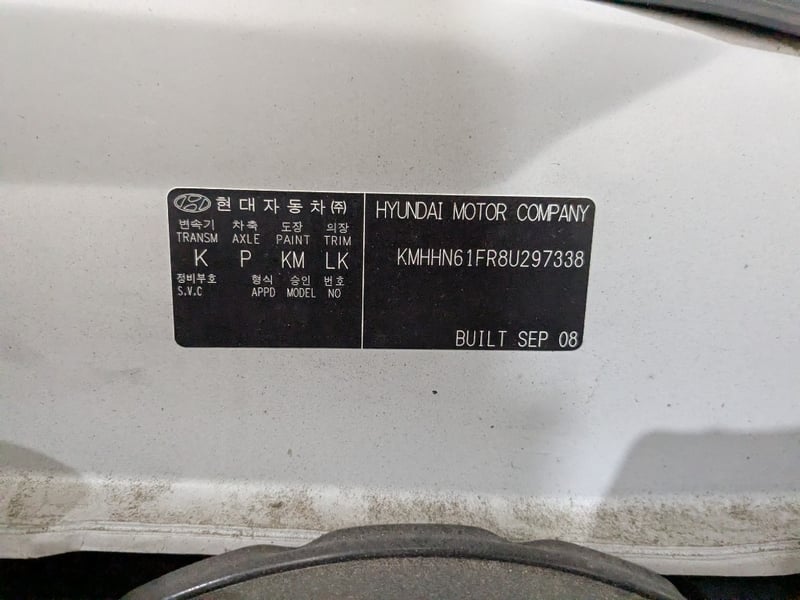 현대자동차㈜
변속기 차축 도장 의장
TRANSM AXLE PAINT TRIM
K P KM LK
정비부호 형식 승인 번호
S.V.C APPD MODEL NO
HYUNDAI MOTOR COMPANY
KMHHN61FR8U297338
BUILT SEP 08